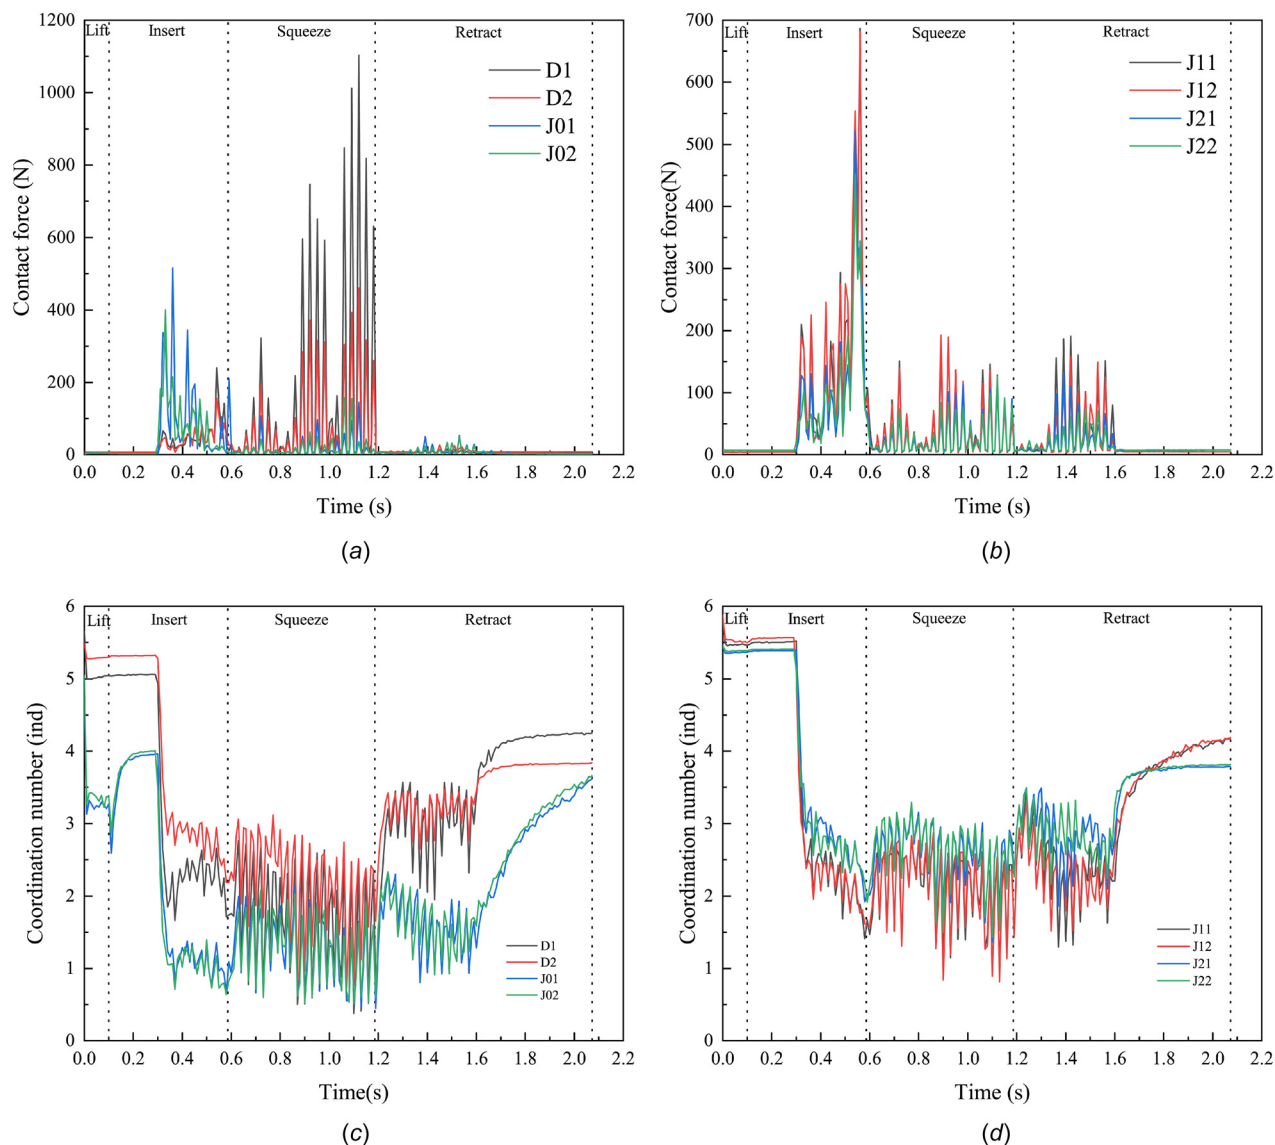 Lift Insert Squeeze Retract
D1
D2
J01
J02
Contact force (N)
1200
1000
800
600
400
200
0
0.0 0.2 0.4 0.6 0.8 1.0 1.2 1.4 1.6 1.8 2.0 2.2
Time (s)
(a)
Lift Insert Squeeze Retract
J11
J12
J21
J22
Contact force(N)
700
600
500
400
300
200
100
0
0.0 0.2 0.4 0.6 0.8 1.0 1.2 1.4 1.6 1.8 2.0 2.2
Time (s)
(b)
Lift Insert Squeeze Retract
Coordination number (ind)
6
5
4
3
2
1
0
D1
D2
J01
J02
0.0 0.2 0.4 0.6 0.8 1.0 1.2 1.4 1.6 1.8 2.0 2.2
Time(s)
(c)
Lift Insert Squeeze Retract
Coordination number (ind)
6
5
4
3
2
1
0
J11
J12
J21
J22
0.0 0.2 0.4 0.6 0.8 1.0 1.2 1.4 1.6 1.8 2.0 2.2
Time (s)
(d)